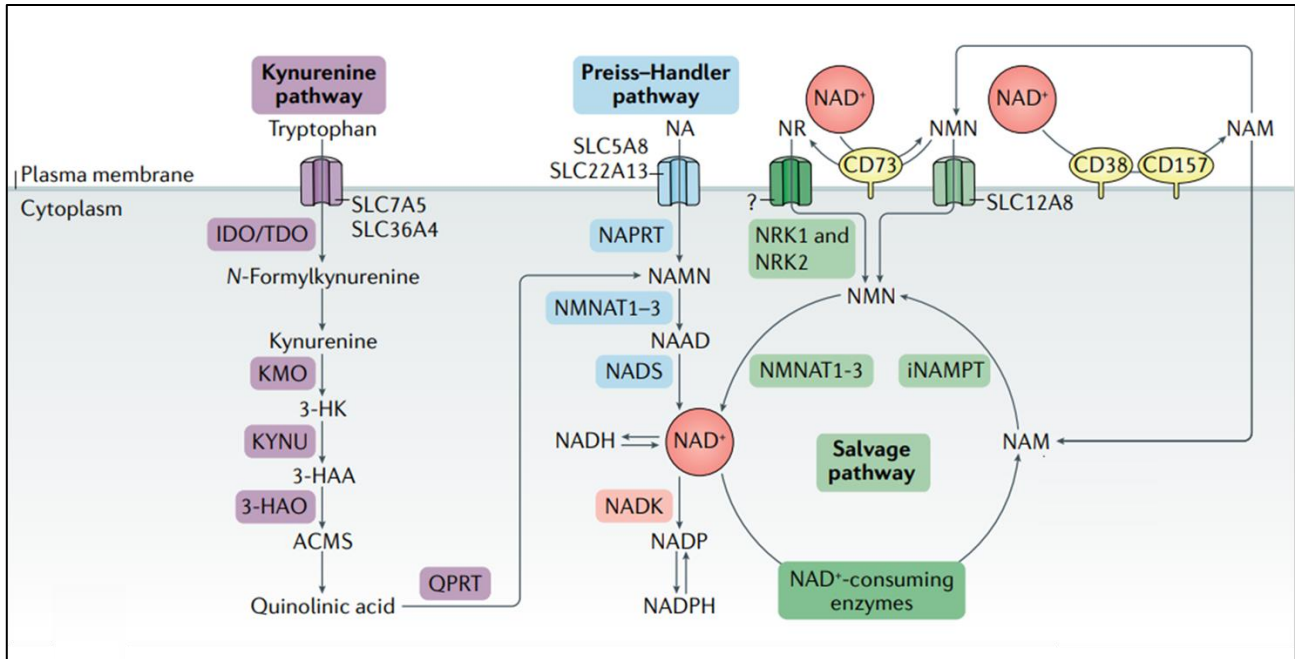 Kynurenine
pathway
Tryptophan
Plasma membrane
Cytoplasm
SLC7A5
SLC36A4
IDO/TDO
N-Formylkynurenine
Kynurenine
KMO
3-HK
KYNU
3-HAA
3-HAO
ACMS
Quinolinic acid
QPRT
Preiss–Handler
pathway
NA
SLC5A8
SLC22A13
NAPRT
NAMN
NMNAT1–3
NAAD
NADS
NADH
NAD⁺
NADK
NADP
NADPH
NR
NAD⁺
NMN
CD73
NAD⁺
CD38
CD157
NAM
?
SLC12A8
NRK1 and
NRK2
NMN
NMNAT1-3
iNAMPT
Salvage
pathway
NAM
NAD⁺-consuming
enzymes